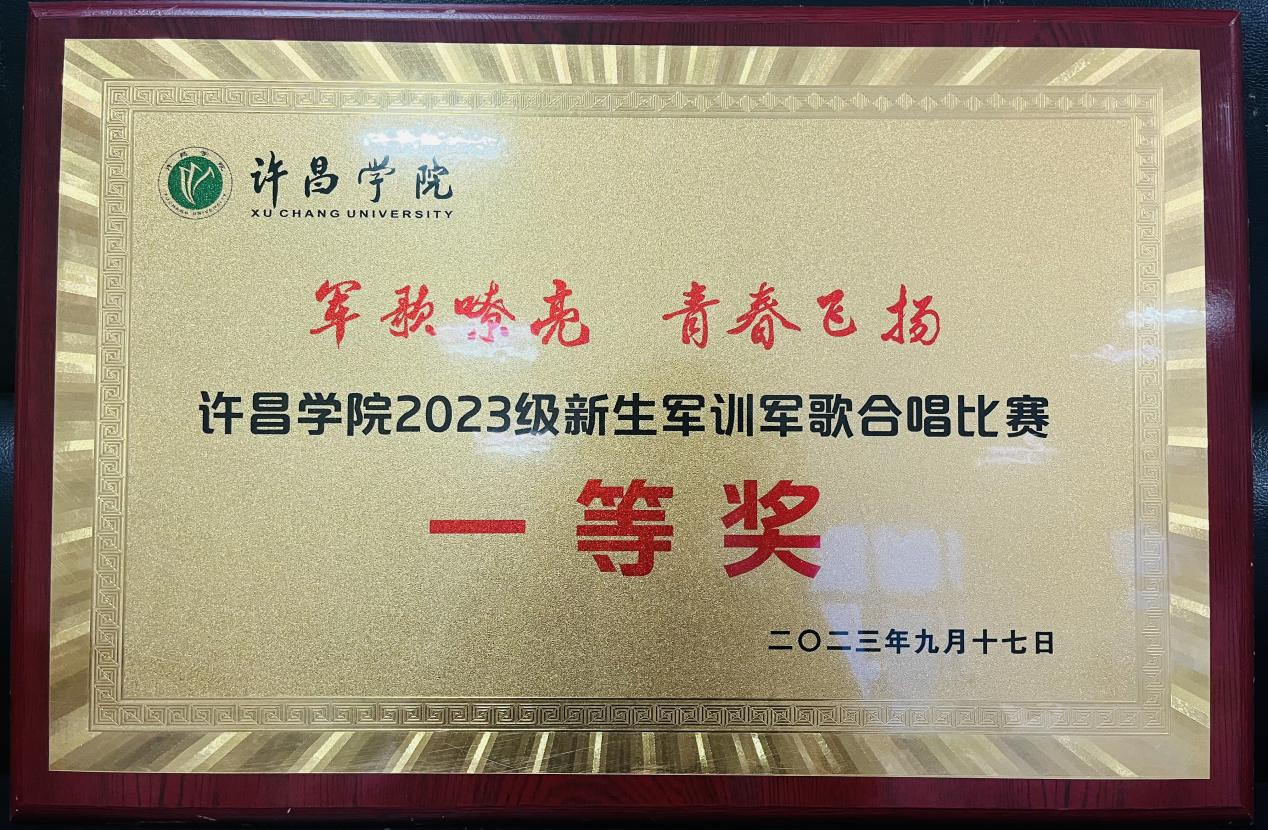 许昌学院
XU CHANG UNIVERSITY
军歌嘹亮 青春飞扬
许昌学院2023级新生军训军歌合唱比赛
一等奖
二〇二三年九月十七日